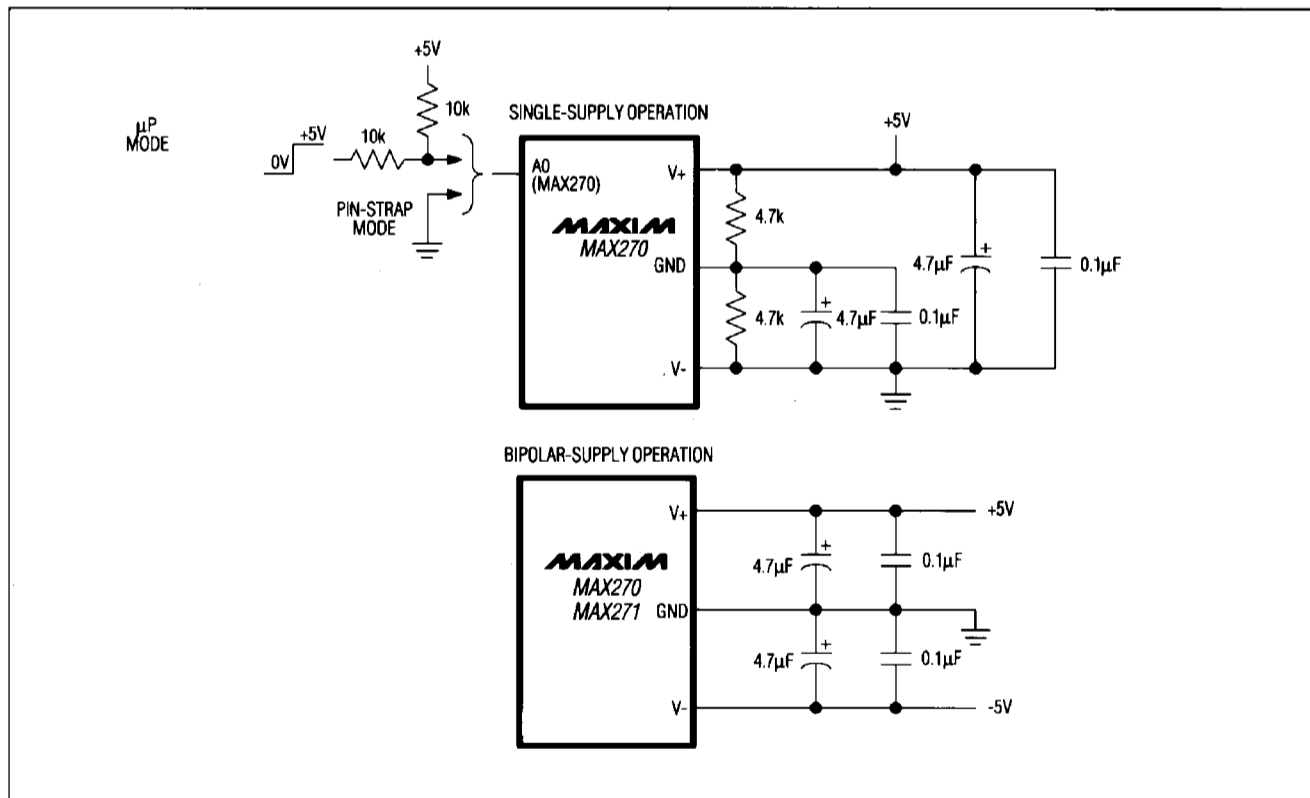 +5V
10k
SINGLE-SUPPLY OPERATION
µP
MODE
+5V
0V
10k
+5V
A0
(MAX270)
V+
PIN-STRAP
MODE
MAXIM
MAX270
4.7k
GND
4.7µF
+
0.1µF
4.7k
+
4.7µF
0.1µF
V-
BIPOLAR-SUPPLY OPERATION
V+
+5V
MAXIM
MAX270
MAX271
4.7µF
+
0.1µF
GND
4.7µF
+
0.1µF
V-
-5V